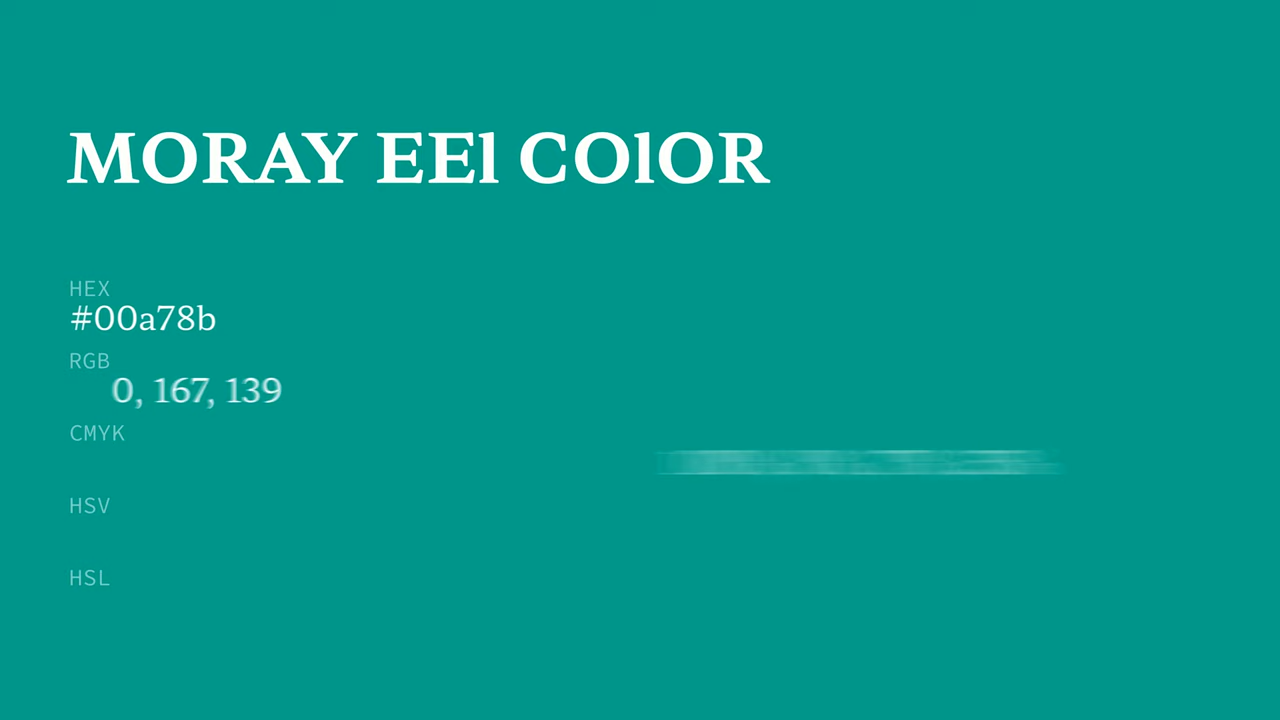 MORAY EEl COlOR
HEX
#00a78b
RGB
0, 167, 139
CMYK
HSV
HSL